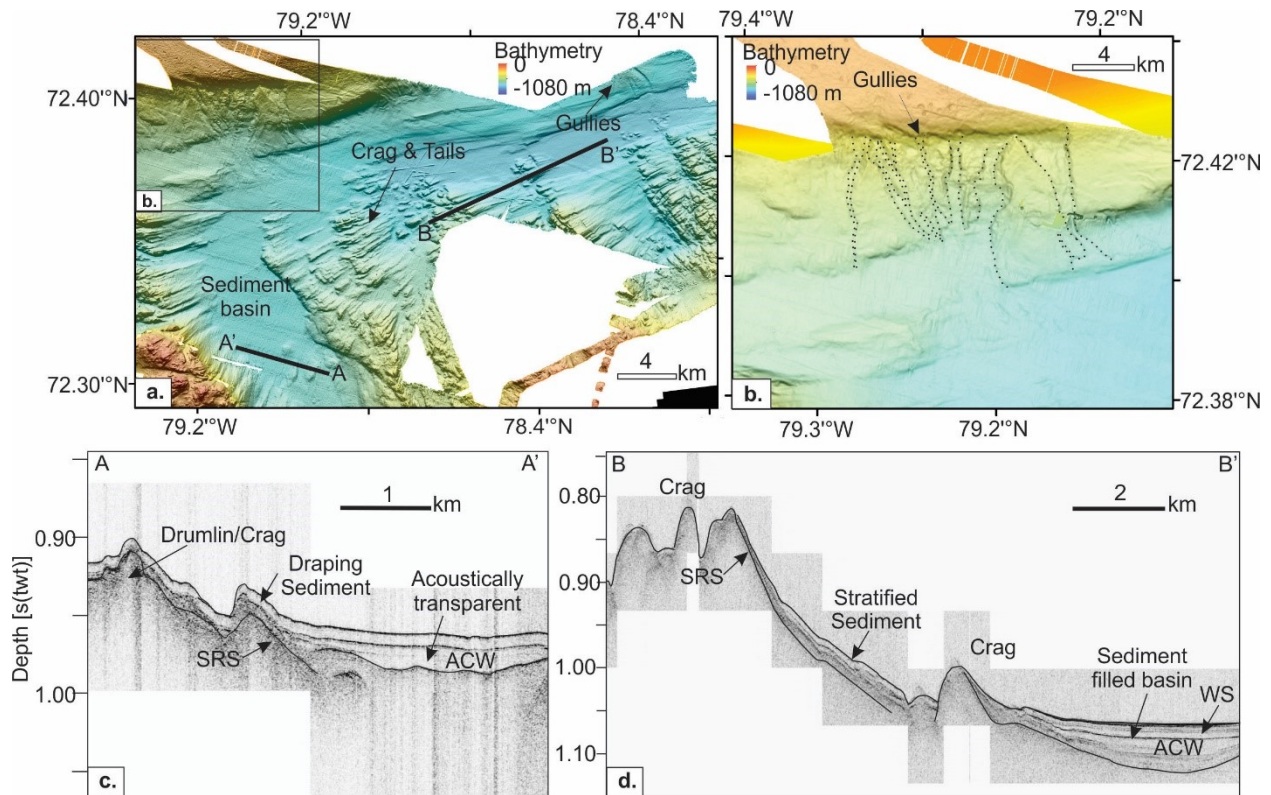 79.2"W
78.4"N
79.4"W
79.2"N
Bathymetry
0
-1080 m
Gullies
72.40"N
Crag & Tails
B'
b.
B
Sediment
basin
A'
A
4
km
72.30"N
a.
79.2"W
78.4"N
Bathymetry
0
-1080 m
4
km
Gullies
72.42"N
72.38"N
b.
79.3"W
79.2"N
A
A'
1
km
0.90
Drumlin/Crag
Draping
Sediment
Acoustically
transparent
SRS
ACW
1.00
Depth [s(twt)]
c.
B
B'
Crag
2
km
0.80
SRS
0.90
Stratified
Sediment
Crag
1.00
Sediment
filled basin
WS
ACW
1.10
d.